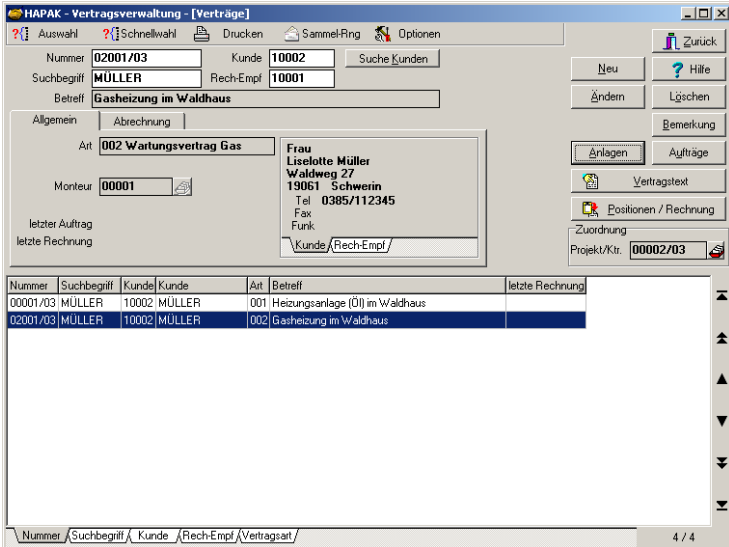 HAPAK - Vertragsverwaltung - [Verträge]
?{} Auswahl ?{}Schnellwahl Drucken Sammel-Rng Optionen
Zurück
Nummer 02001/03 Kunde 10002 Suche Kunden
Neu Hilfe
Suchbegriff MÜLLER Rech-Empf 10001
Betreff Gasheizung im Waldhaus
Ändern Löschen
Allgemein Abrechnung
Bemerkung
Art 002 Wartungsvertrag Gas
Anlagen Aufträge
Frau
Liselotte Müller
Waldweg 27
19061 Schwerin
Tel 0385/112345
Fax
Funk
Kunde Rech-Empf
Monteur 00001
Vertragstext
Positionen / Rechnung
letzter Auftrag
letzte Rechnung
Zuordnung
Projekt/Ktr. 00002/03
Nummer Suchbegriff Kunde Kunde Art Betreff letzte Rechnung
00001/03 MÜLLER 10002 MÜLLER 001 Heizungsanlage (Öl) im Waldhaus
02001/03 MÜLLER 10002 MÜLLER 002 Gasheizung im Waldhaus
Nummer Suchbegriff Kunde Rech-Empf Vertragsart
4 / 4